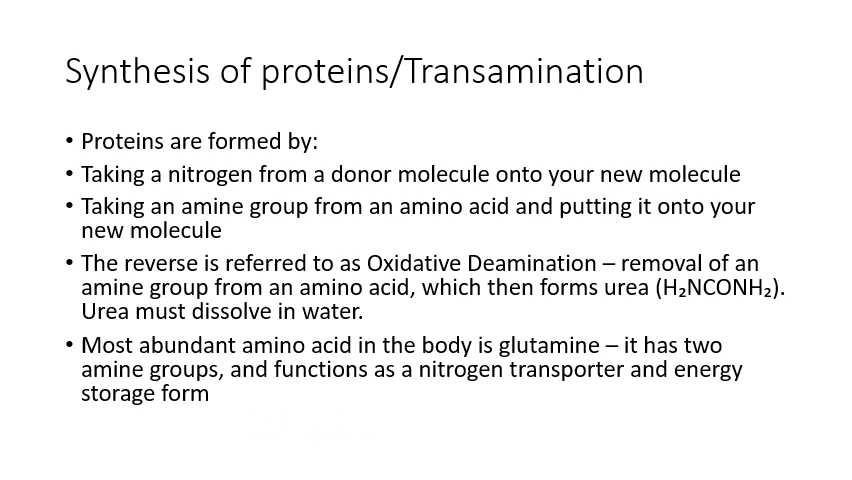 Synthesis of proteins/Transamination
• Proteins are formed by:
• Taking a nitrogen from a donor molecule onto your new molecule
• Taking an amine group from an amino acid and putting it onto your
new molecule
• The reverse is referred to as Oxidative Deamination – removal of an
amine group from an amino acid, which then forms urea (H₂NCONH₂).
Urea must dissolve in water.
• Most abundant amino acid in the body is glutamine – it has two
amine groups, and functions as a nitrogen transporter and energy
storage form